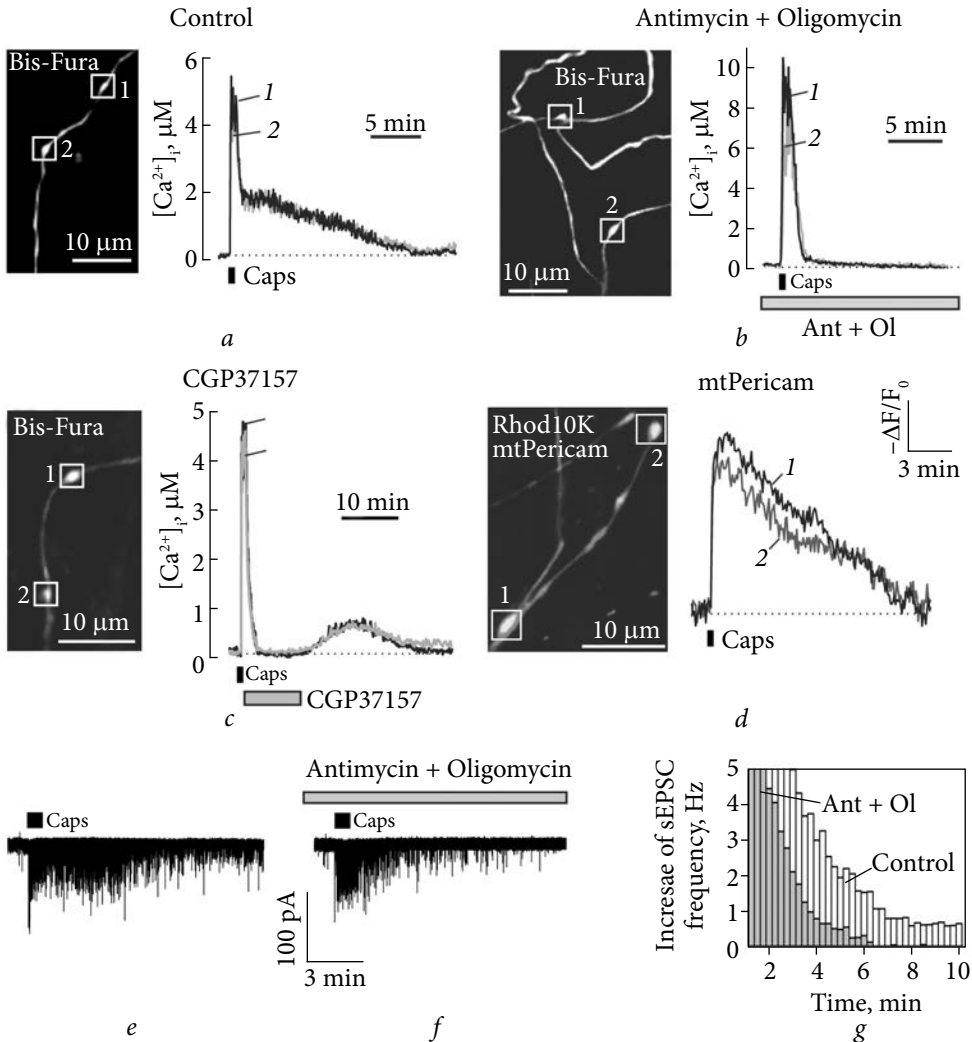 Control
Bis-Fura
1
2
10 μm
[Ca²⁺]ᵢ, μM
6
4
2
0
1
2
5 min
Caps
a
Antimycin + Oligomycin
Bis-Fura
1
2
10 μm
[Ca²⁺]ᵢ, μM
10
8
6
4
2
0
1
2
5 min
Caps
Ant + Ol
b
CGP37157
Bis-Fura
1
2
10 μm
[Ca²⁺]ᵢ, μM
5
4
3
2
1
0
10 min
Caps
CGP37157
c
mtPericam
Rhod10K
mtPericam
2
1
10 μm
−ΔF/F₀
3 min
1
2
Caps
d
Caps
e
Antimycin + Oligomycin
Caps
100 pA
3 min
f
Incresae of sEPSC
frequency, Hz
5
4
3
2
1
0
Ant + Ol
Control
2 4 6 8 10
Time, min
g